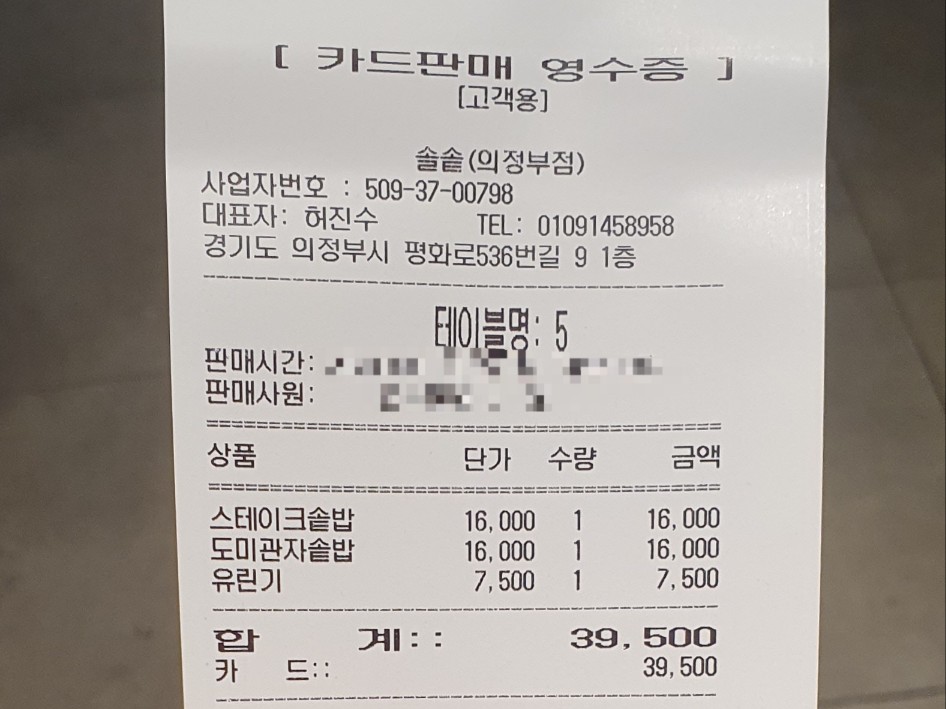 [ 카드판매 영수증 ]
[고객용]
솔솥(의정부점)
사업자번호 : 509-37-00798
대표자: 허진수 TEL: 01091458958
경기도 의정부시 평화로536번길 9 1층
테이블명: 5
판매시간:
판매사원:
상품 단가 수량 금액
스테이크솥밥 16,000 1 16,000
도미관자솥밥 16,000 1 16,000
유린기 7,500 1 7,500
합 계:: 39,500
카 드:: 39,500